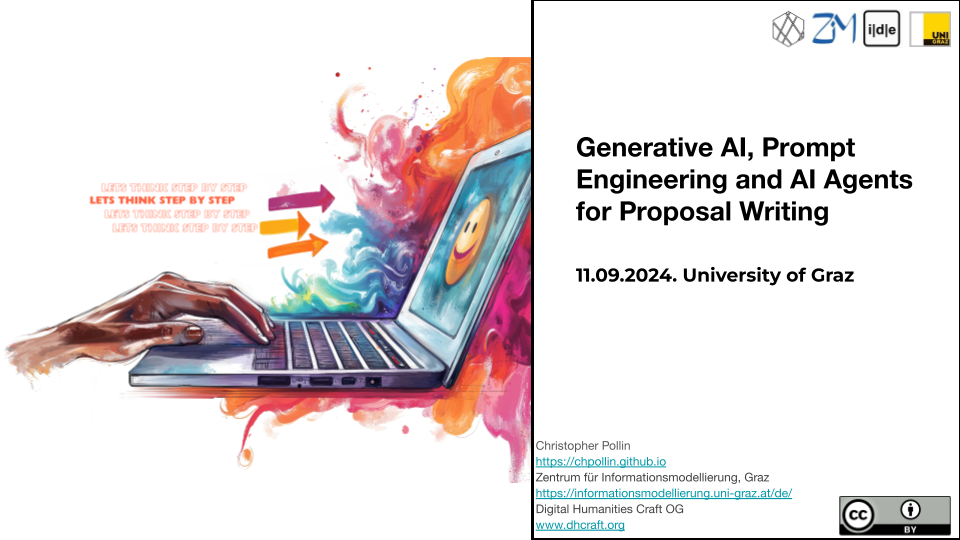 ZIM
i|d|e
UNI
GRAZ
Generative AI, Prompt
Engineering and AI Agents
for Proposal Writing
11.09.2024. University of Graz
LETS THINK STEP BY STEP
LETS THINK STEP BY STEP
LETS THINK STEP BY STEP
LETS THINK STEP BY STEP
Christopher Pollin
https://chpollin.github.io
Zentrum für Informationsmodellierung, Graz
https://informationsmodellierung.uni-graz.at/de/
Digital Humanities Craft OG
www.dhcraft.org
cc
BY